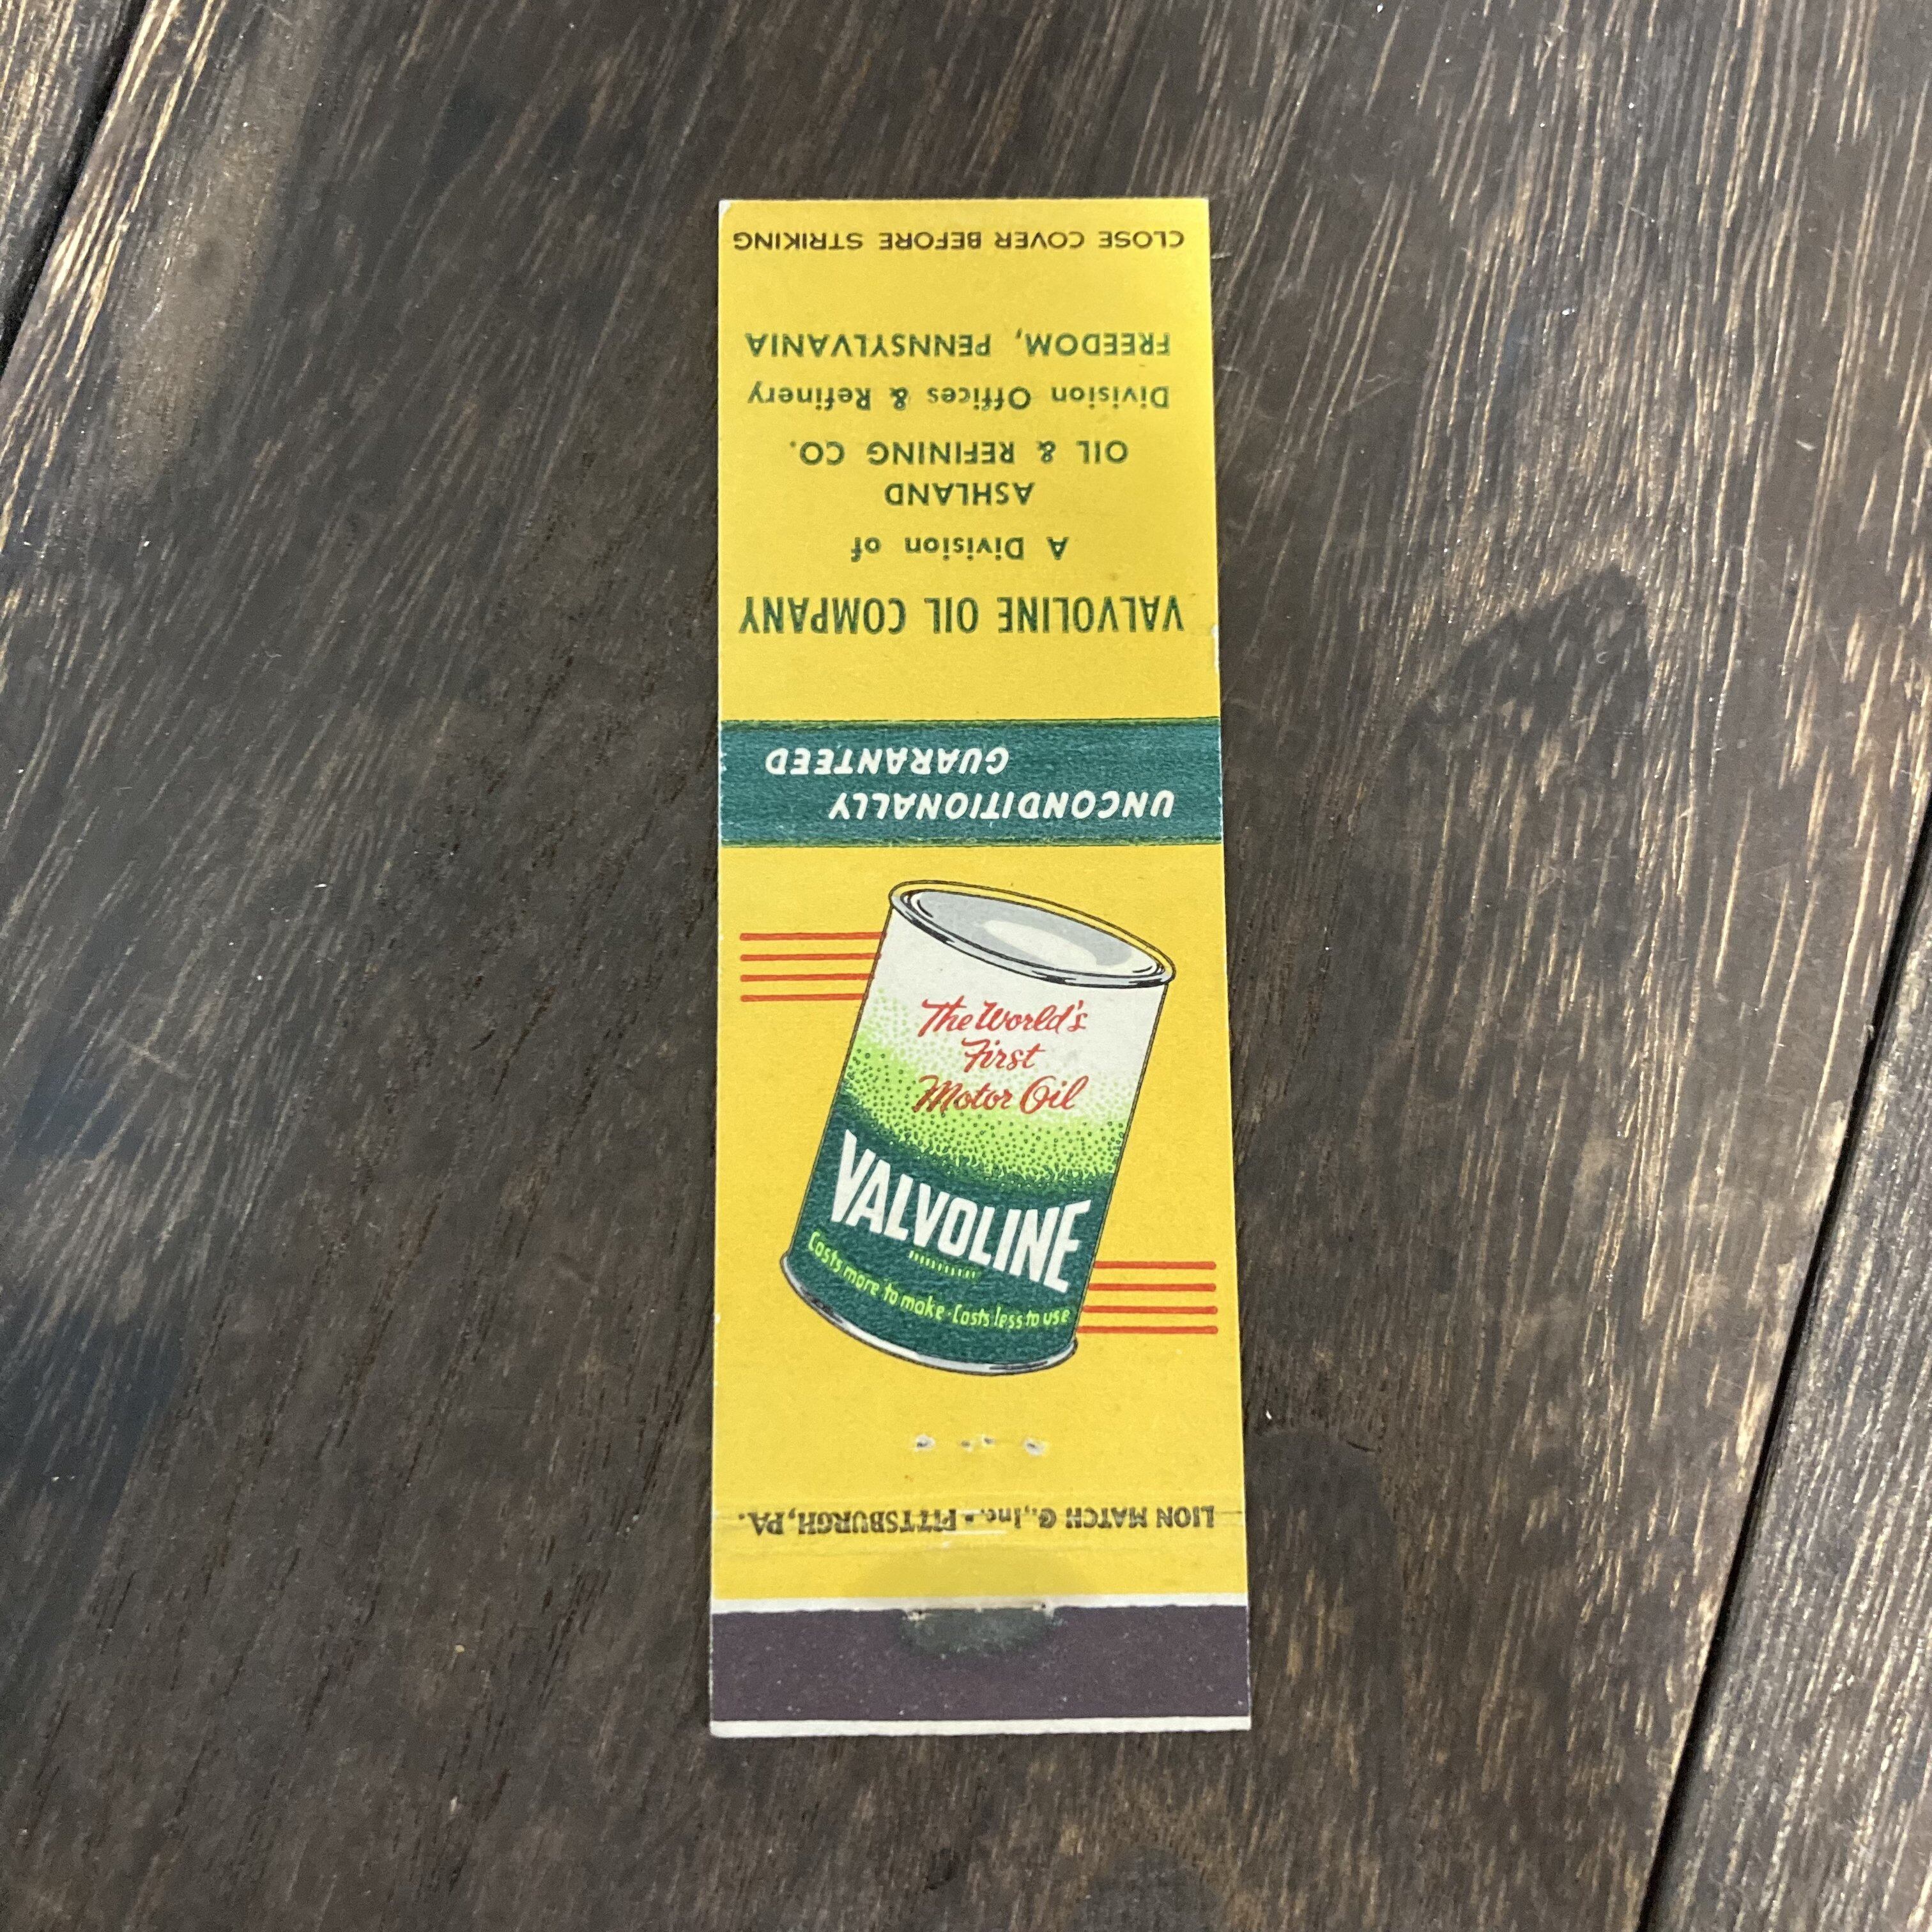 The World's
First
Motor Oil
VALVOLINE
Costs more to make - Costs less to use
UNCONDITIONALLY
GUARANTEED
VALVOLINE OIL COMPANY
A Division of
ASHLAND
OIL & REFINING CO.
Division Offices & Refinery
FREEDOM, PENNSYLVANIA
CLOSE COVER BEFORE STRIKING
LION MATCH Co., Inc. • PITTSBURGH, PA.